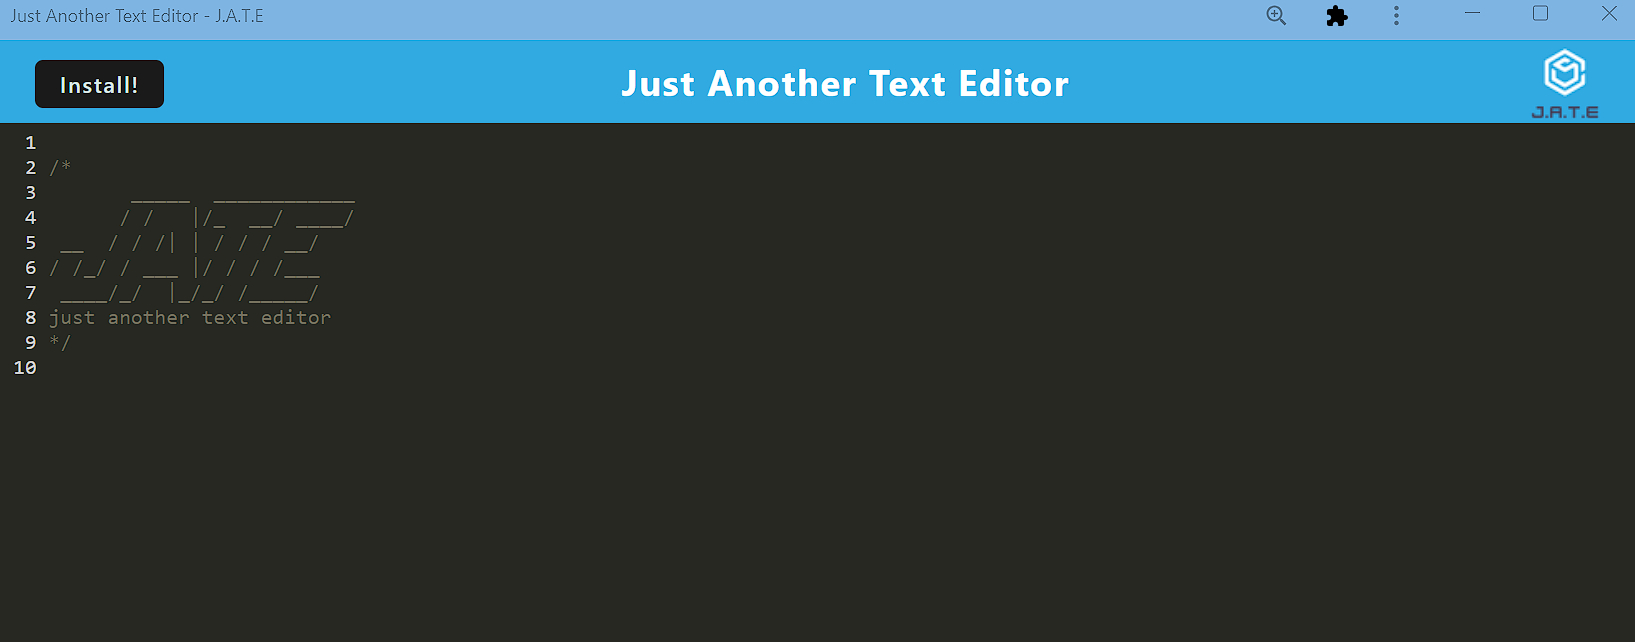 Just Another Text Editor - J.A.T.E
Install!
Just Another Text Editor
J.A.T.E
1
2 /*
3        _____  ____________
4       / /   |/_  __/ ____/
5  __  / / /| | / / / __/
6 / /_/ / ___ |/ / / /___
7  ____/_/  |_/_/ /_____/
8 just another text editor
9 */
10